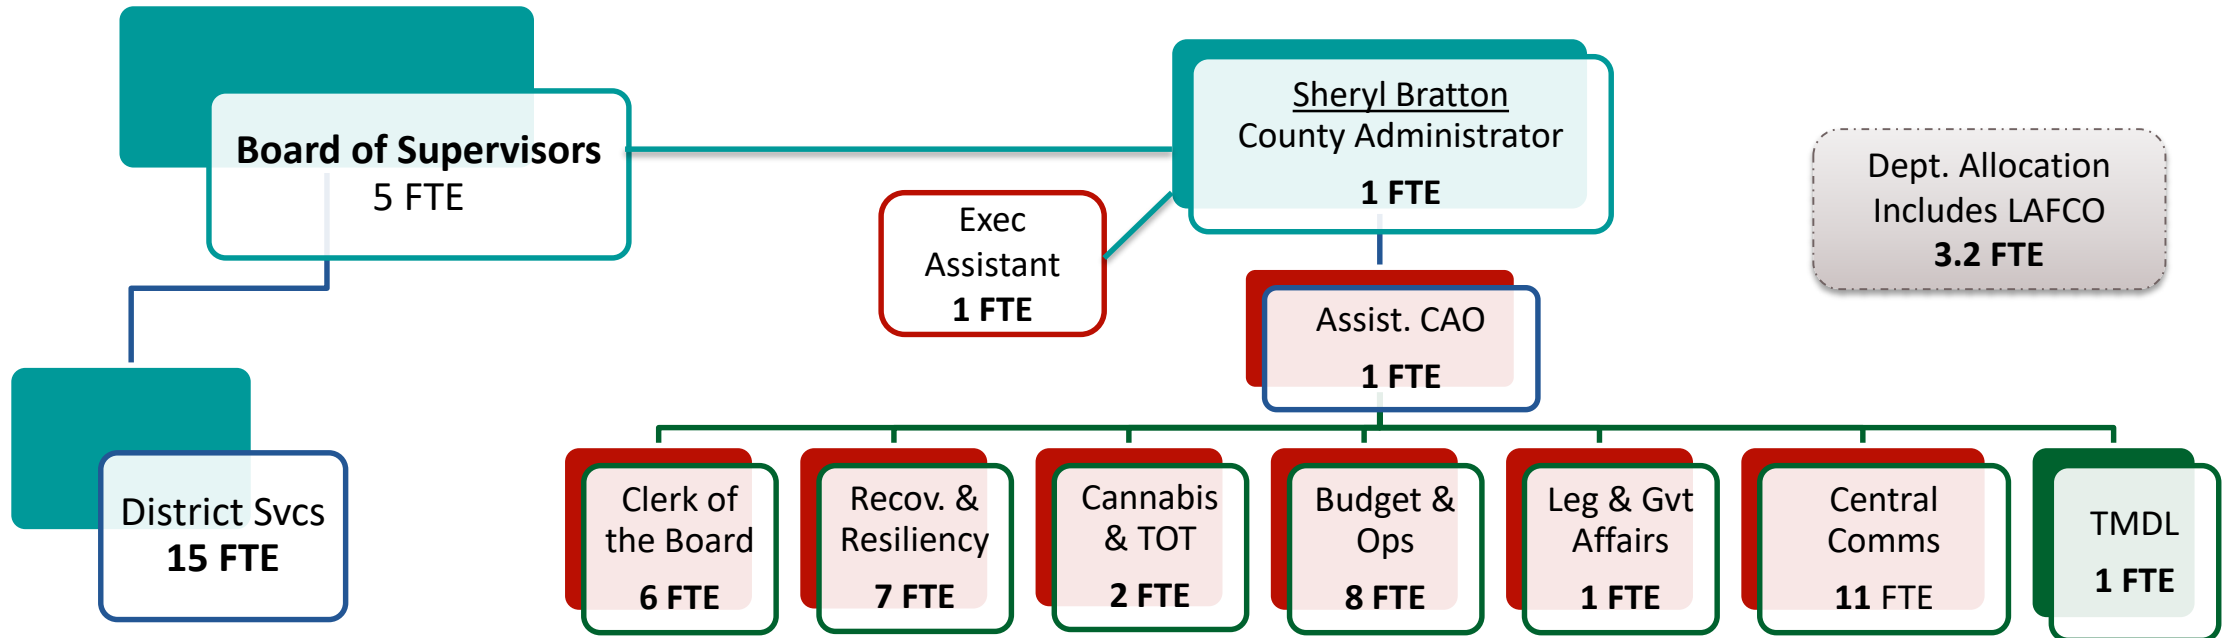 Board of Supervisors
5 FTE
Sheryl Bratton
County Administrator
1 FTE
Exec
Assistant
1 FTE
Dept. Allocation
Includes LAFCO
3.2 FTE
Assist. CAO
1 FTE
District Svcs
15 FTE
Clerk of
the Board
6 FTE
Recov. &
Resiliency
7 FTE
Cannabis
& TOT
2 FTE
Budget &
Ops
8 FTE
Leg & Gvt
Affairs
1 FTE
Central
Comms
11 FTE
TMDL
1 FTE